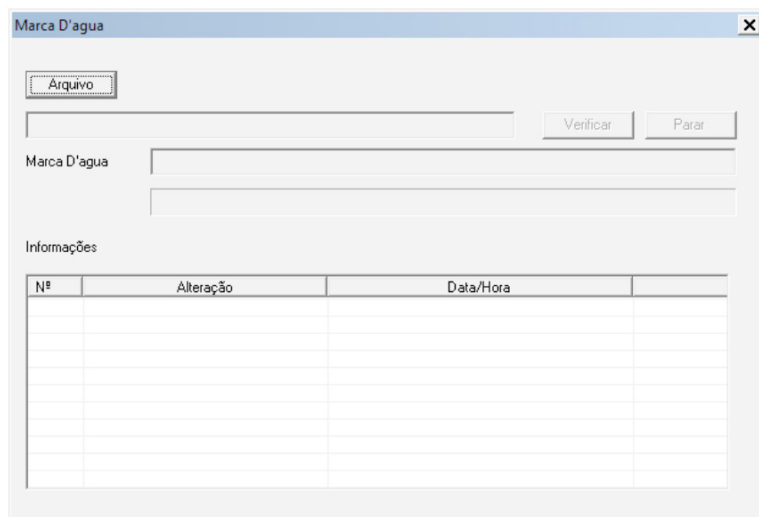 Marca D'agua
Arquivo
Verificar Parar
Marca D'agua
Informações
Nº Alteração Data/Hora